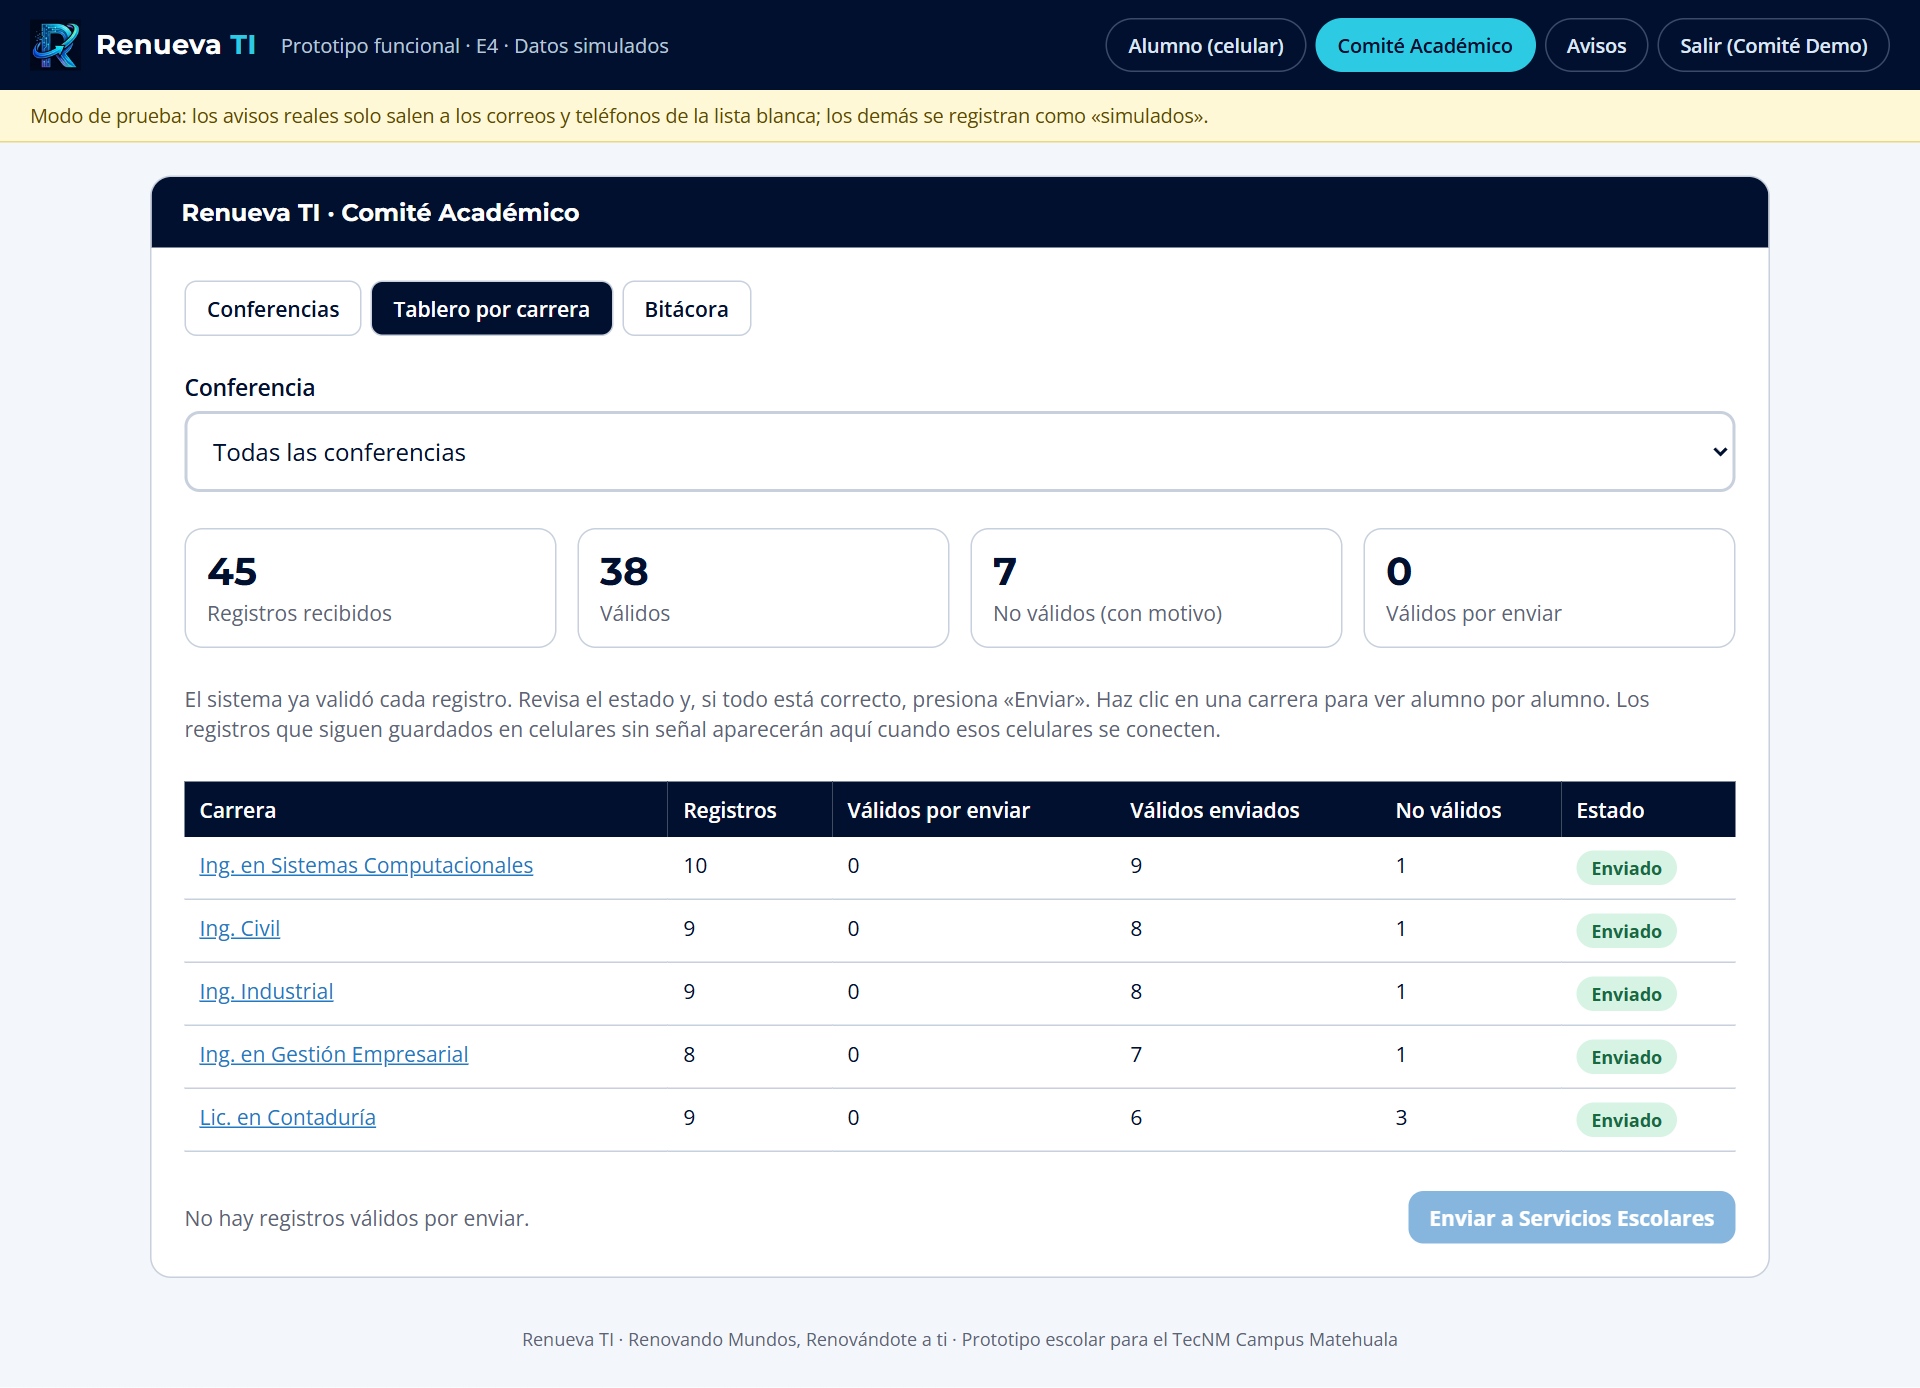 Renueva TI
Prototipo funcional · E4 · Datos simulados
Alumno (celular)
Comité Académico
Avisos
Salir (Comité Demo)
Modo de prueba: los avisos reales solo salen a los correos y teléfonos de la lista blanca; los demás se registran como «simulados».
Renueva TI · Comité Académico
Conferencias
Tablero por carrera
Bitácora
Conferencia
Todas las conferencias
45
Registros recibidos
38
Válidos
7
No válidos (con motivo)
0
Válidos por enviar
El sistema ya validó cada registro. Revisa el estado y, si todo está correcto, presiona «Enviar». Haz clic en una carrera para ver alumno por alumno. Los
registros que siguen guardados en celulares sin señal aparecerán aquí cuando esos celulares se conecten.
Carrera Registros Válidos por enviar Válidos enviados No válidos Estado
Ing. en Sistemas Computacionales 10 0 9 1 Enviado
Ing. Civil 9 0 8 1 Enviado
Ing. Industrial 9 0 8 1 Enviado
Ing. en Gestión Empresarial 8 0 7 1 Enviado
Lic. en Contaduría 9 0 6 3 Enviado
No hay registros válidos por enviar.
Enviar a Servicios Escolares
Renueva TI · Renovando Mundos, Renovándote a ti · Prototipo escolar para el TecNM Campus Matehuala